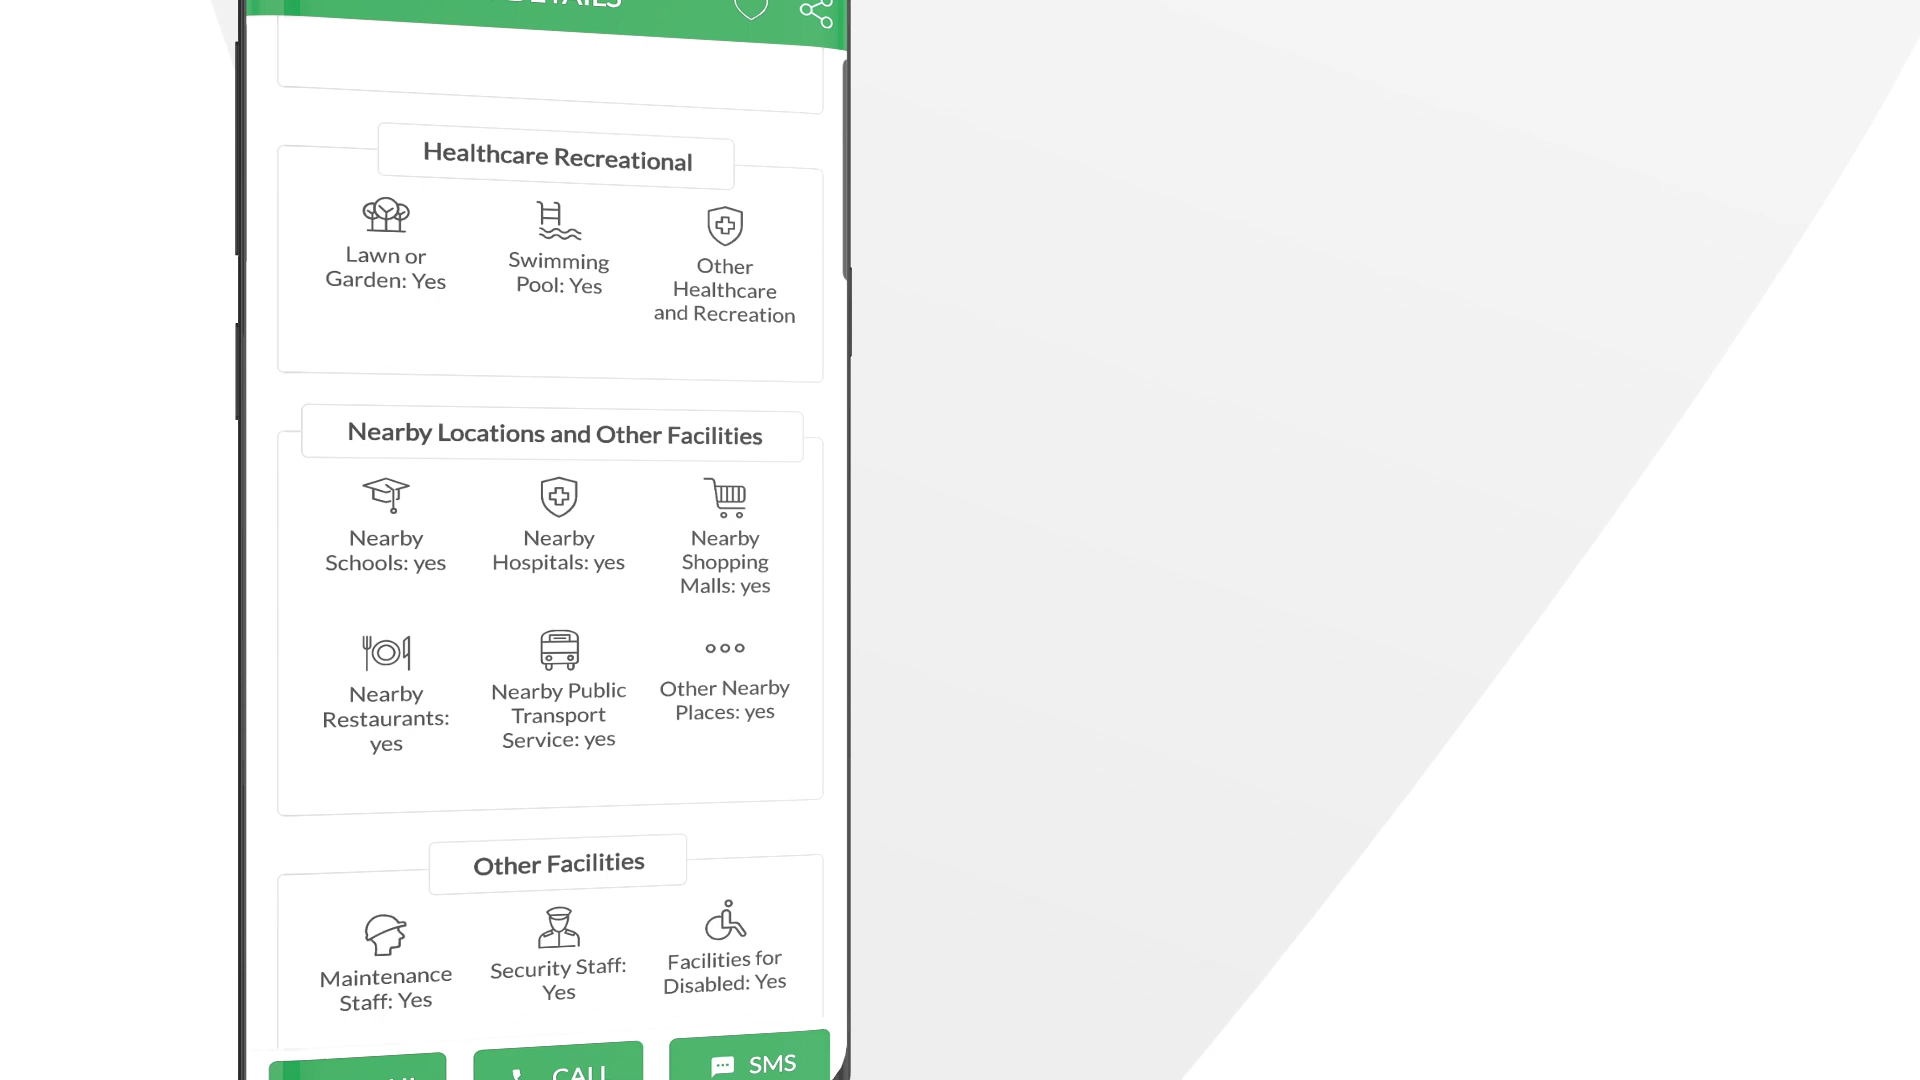 DETAILS
Healthcare Recreational
Lawn or
Garden: Yes
Swimming
Pool: Yes
Other
Healthcare
and Recreation
Nearby Locations and Other Facilities
Nearby
Schools: yes
Nearby
Hospitals: yes
Nearby
Shopping
Malls: yes
Nearby
Restaurants:
yes
Nearby Public
Transport
Service: yes
Other Nearby
Places: yes
Other Facilities
Maintenance
Staff: Yes
Security Staff:
Yes
Facilities for
Disabled: Yes
CALL
SMS